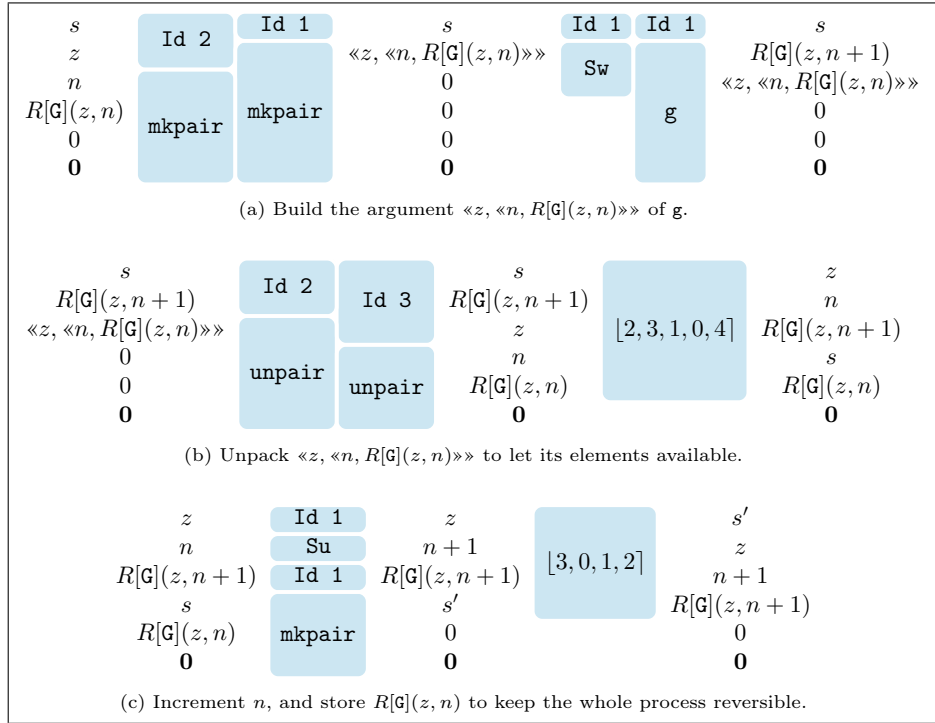 s Id 2 Id 1 s Id 1 Id 1 s
z «z, «n, R[G](z, n)»» Sw R[G](z, n + 1)
n 0 «z, «n, R[G](z, n)»»
R[G](z, n) mkpair mkpair 0 g 0
0 0 0
0 0 0
(a) Build the argument «z, «n, R[G](z, n)»» of g.
s Id 2 s z
R[G](z, n + 1) Id 3 R[G](z, n + 1) n
«z, «n, R[G](z, n)»» z ⌊2, 3, 1, 0, 4⌉ R[G](z, n + 1)
0 unpair n s
0 unpair R[G](z, n) R[G](z, n)
0 0 0
(b) Unpack «z, «n, R[G](z, n)»» to let its elements available.
z Id 1 z s′
n Su n + 1 z
R[G](z, n + 1) Id 1 R[G](z, n + 1) ⌊3, 0, 1, 2⌉ n + 1
s s′ R[G](z, n + 1)
R[G](z, n) mkpair 0 0
0 0 0
(c) Increment n, and store R[G](z, n) to keep the whole process reversible.